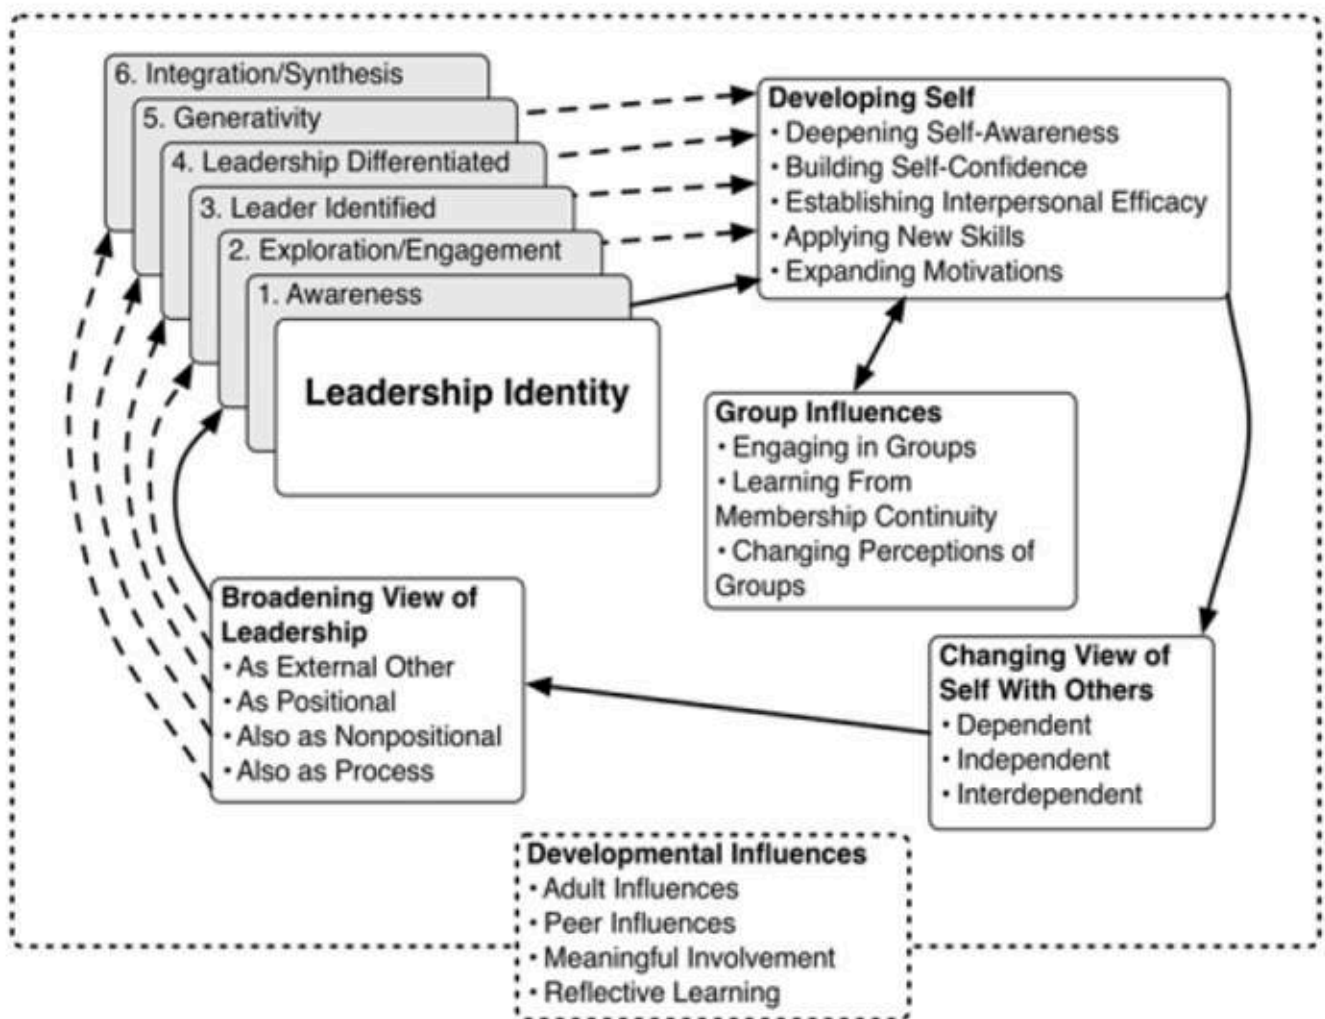 6. Integration/Synthesis
5. Generativity
4. Leadership Differentiated
3. Leader Identified
2. Exploration/Engagement
1. Awareness
Leadership Identity
Developing Self
• Deepening Self-Awareness
• Building Self-Confidence
• Establishing Interpersonal Efficacy
• Applying New Skills
• Expanding Motivations
Group Influences
• Engaging in Groups
• Learning From
Membership Continuity
• Changing Perceptions of
Groups
Broadening View of
Leadership
• As External Other
• As Positional
• Also as Nonpositional
• Also as Process
Changing View of
Self With Others
• Dependent
• Independent
• Interdependent
Developmental Influences
• Adult Influences
• Peer Influences
• Meaningful Involvement
• Reflective Learning